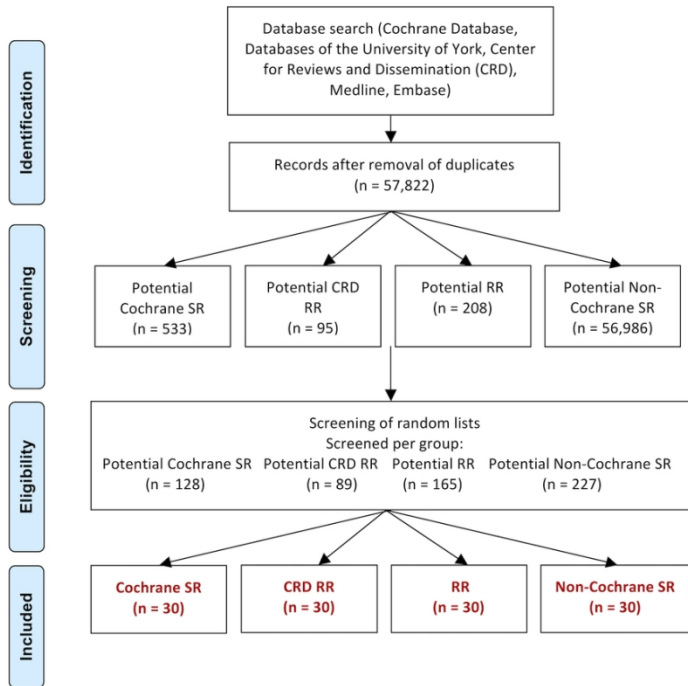 Identification
Database search (Cochrane Database,
Databases of the University of York, Center
for Reviews and Dissemination (CRD),
Medline, Embase)
Records after removal of duplicates
(n = 57,822)
Screening
Potential
Cochrane SR
(n = 533)
Potential CRD
RR
(n = 95)
Potential RR
(n = 208)
Potential Non-
Cochrane SR
(n = 56,986)
Eligibility
Screening of random lists
Screened per group:
Potential Cochrane SR
(n = 128)
Potential CRD RR
(n = 89)
Potential RR
(n = 165)
Potential Non-Cochrane SR
(n = 227)
Included
Cochrane SR
(n = 30)
CRD RR
(n = 30)
RR
(n = 30)
Non-Cochrane SR
(n = 30)